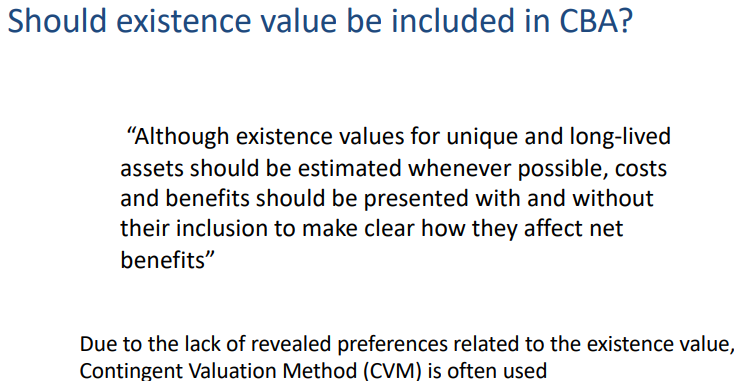 Should existence value be included in CBA?
“Although existence values for unique and long-lived
assets should be estimated whenever possible, costs
and benefits should be presented with and without
their inclusion to make clear how they affect net
benefits”
Due to the lack of revealed preferences related to the existence value,
Contingent Valuation Method (CVM) is often used